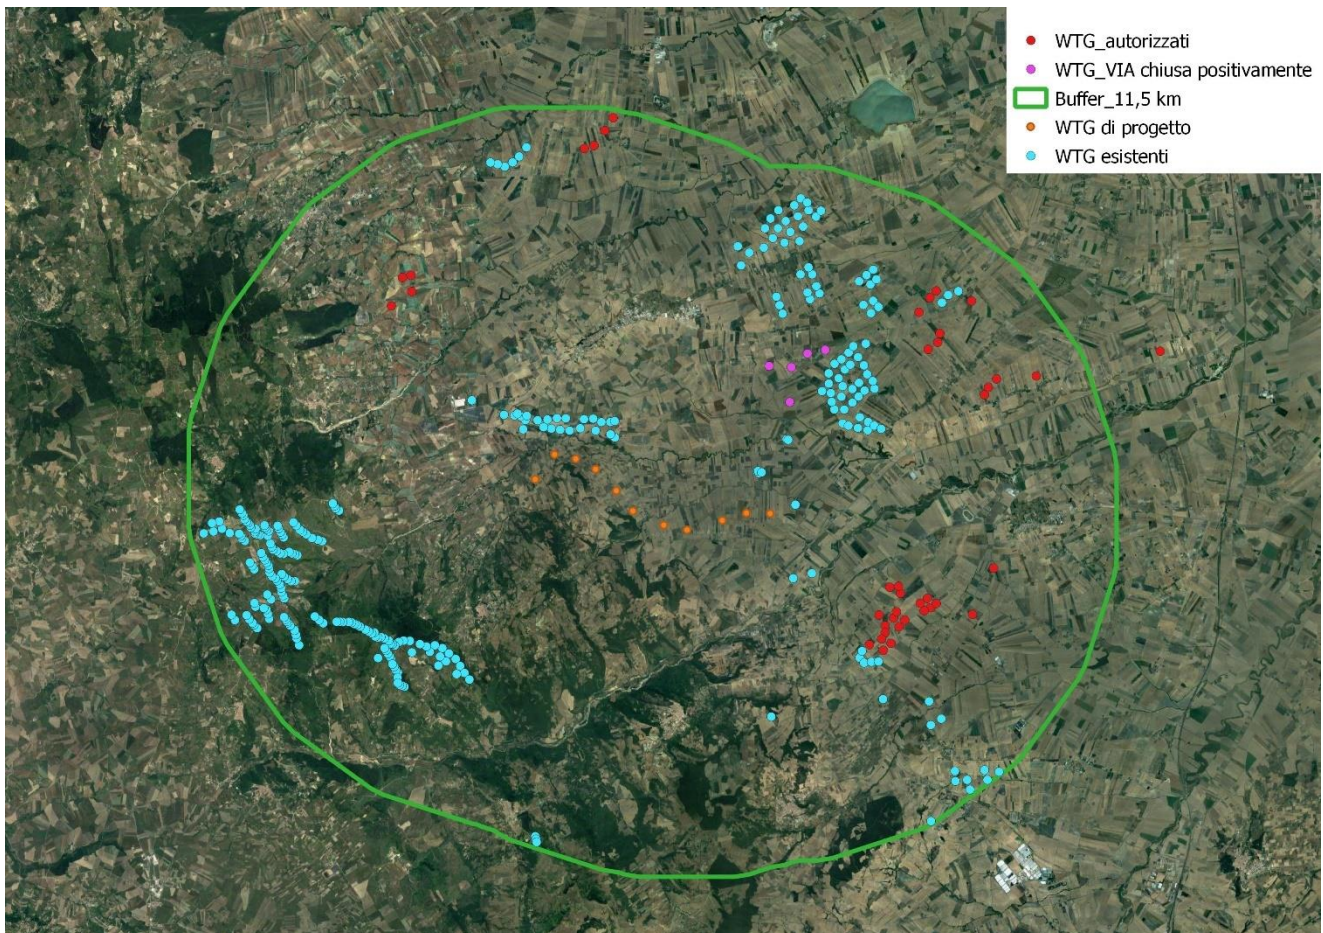 WTG_autorizzati
WTG_VIA chiusa positivamente
Buffer_11,5 km
WTG di progetto
WTG esistenti